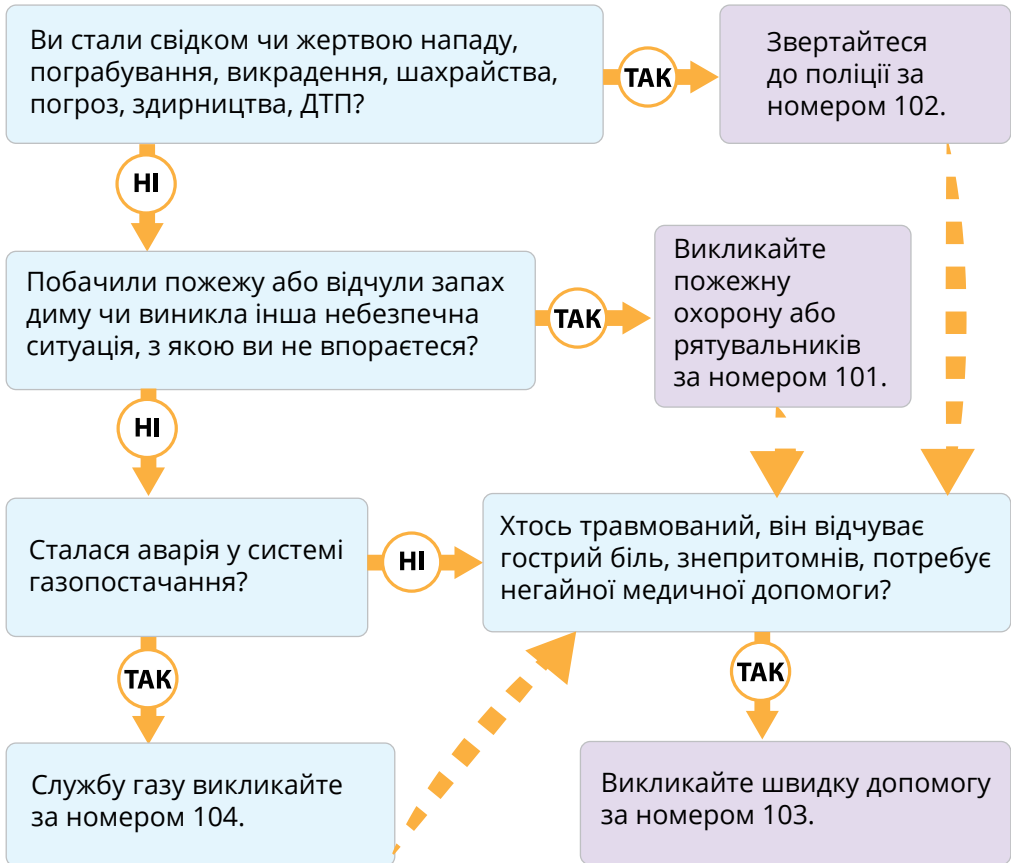 Ви стали свідком чи жертвою нападу,
пограбування, викрадення, шахрайства,
погроз, здирництва, ДТП?
ТАК
Звертайтеся
до поліції за
номером 102.
НІ
Побачили пожежу або відчули запах
диму чи виникла інша небезпечна
ситуація, з якою ви не впораєтеся?
ТАК
Викликайте
пожежну
охорону або
рятувальників
за номером 101.
НІ
Сталася аварія у системі
газопостачання?
НІ
Хтось травмований, він відчуває
гострий біль, знепритомнів, потребує
негайної медичної допомоги?
ТАК
ТАК
Службу газу викликайте
за номером 104.
Викликайте швидку допомогу
за номером 103.